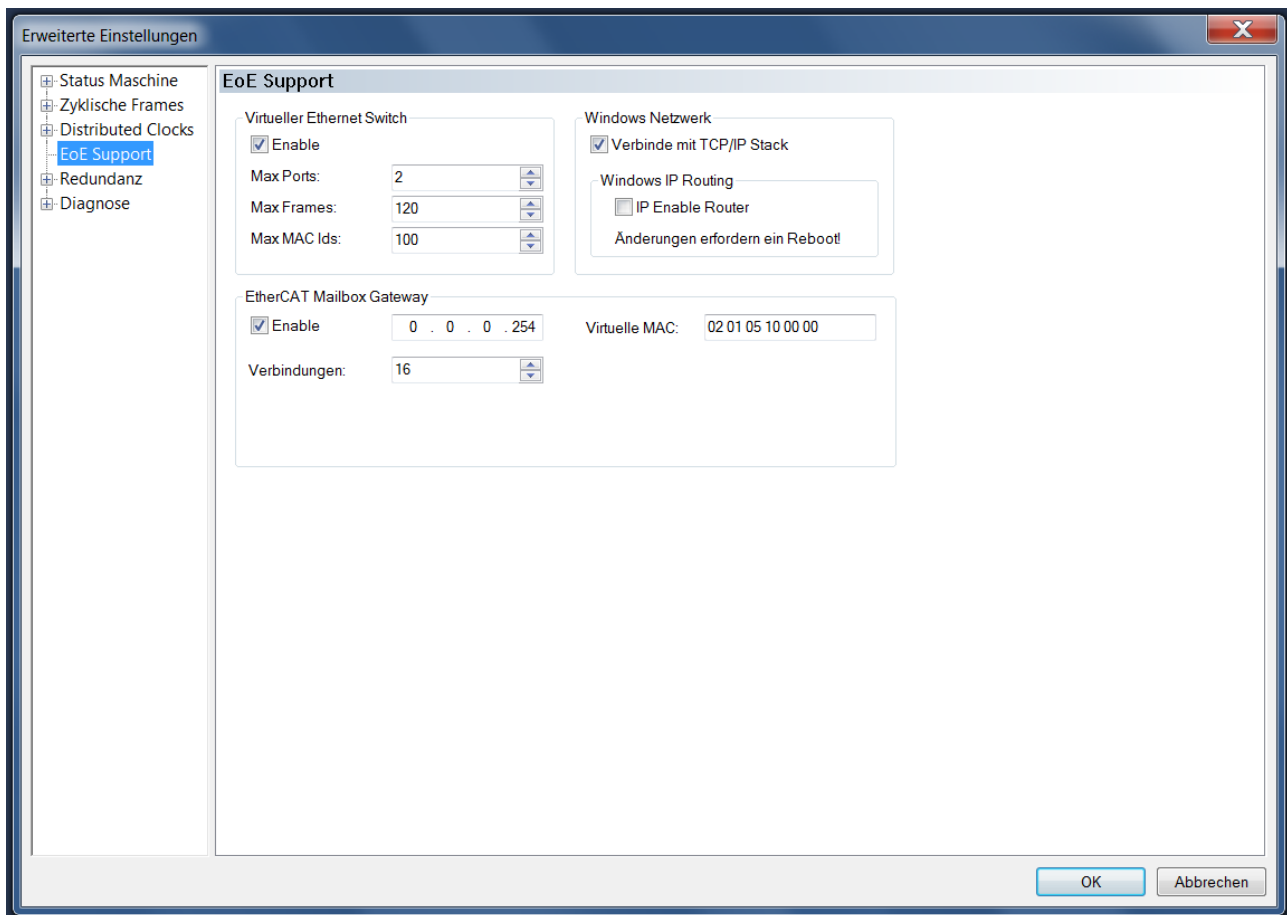 Erweiterte Einstellungen
Status Maschine
Zyklische Frames
Distributed Clocks
EoE Support
Redundanz
Diagnose
EoE Support
Virtueller Ethernet Switch
Enable
Max Ports: 2
Max Frames: 120
Max MAC Ids: 100
Windows Netzwerk
Verbinde mit TCP/IP Stack
Windows IP Routing
IP Enable Router
Änderungen erfordern ein Reboot!
EtherCAT Mailbox Gateway
Enable 0 . 0 . 0 . 254 Virtuelle MAC: 02 01 05 10 00 00
Verbindungen: 16
OK Abbrechen